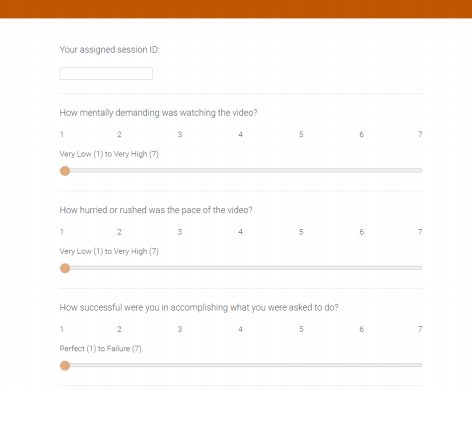 Your assigned session ID:
How mentally demanding was watching the video?
1 2 3 4 5 6 7
Very Low (1) to Very High (7)
How hurried or rushed was the pace of the video?
1 2 3 4 5 6 7
Very Low (1) to Very High (7)
How successful were you in accomplishing what you were asked to do?
1 2 3 4 5 6 7
Perfect (1) to Failure (7)